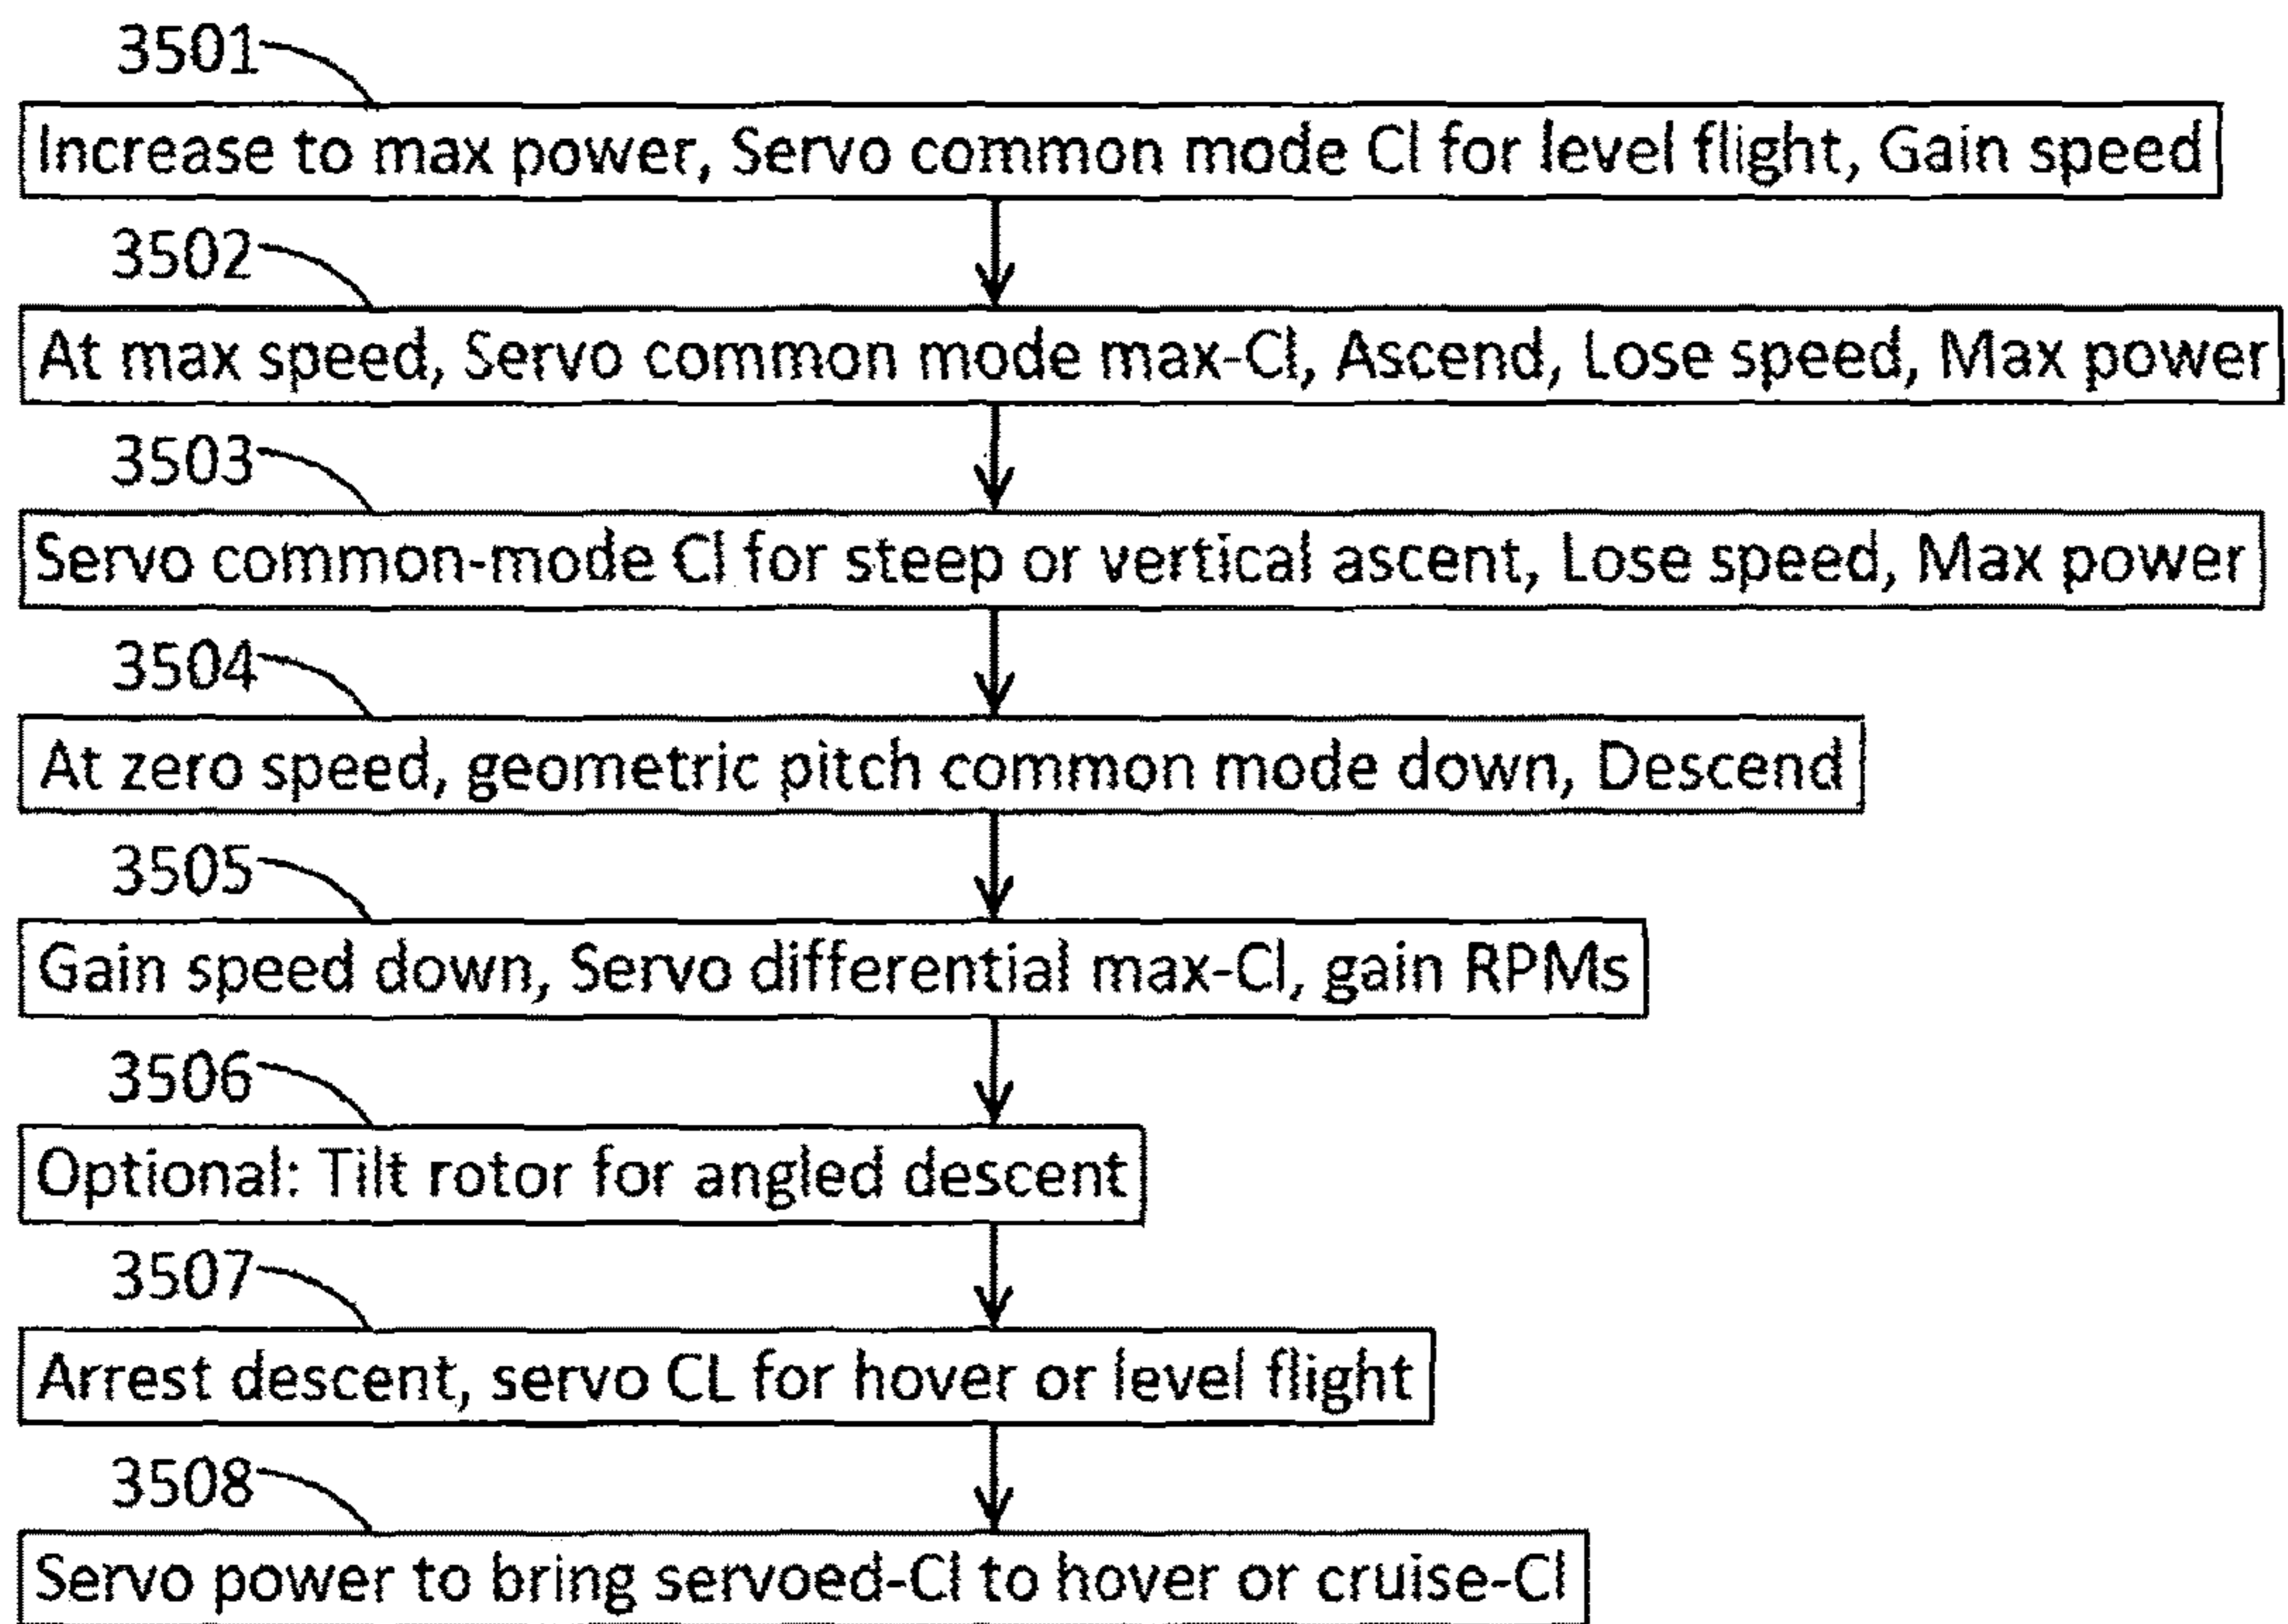 3501
Increase to max power, Servo common mode Cl for level flight, Gain speed
3502
At max speed, Servo common mode max-Cl, Ascend, Lose speed, Max power
3503
Servo common-mode Cl for steep or vertical ascent, Lose speed, Max power
3504
At zero speed, geometric pitch common mode down, Descend
3505
Gain speed down, Servo differential max-Cl, gain RPMs
3506
Optional: Tilt rotor for angled descent
3507
Arrest descent, servo CL for hover or level flight
3508
Servo power to bring servoed-Cl to hover or cruise-Cl